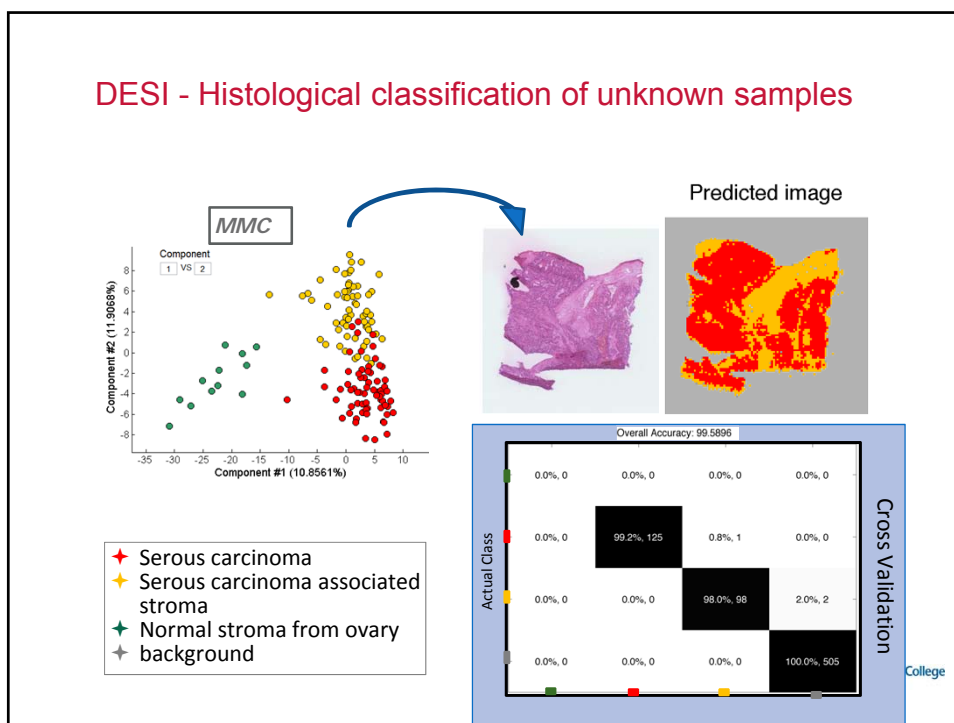 DESI - Histological classification of unknown samples
MMC
Component
1 VS 2
Component #2 (11.9068%)
8
6
4
2
0
-2
-4
-6
-8
-35 -30 -25 -20 -15 -10 -5 0 5 10
Component #1 (10.8561%)
Predicted image
Overall Accuracy: 99.5896
0.0%, 0 0.0%, 0 0.0%, 0 0.0%, 0
0.0%, 0 99.2%, 125 0.8%, 1 0.0%, 0
0.0%, 0 0.0%, 0 98.0%, 98 2.0%, 2
0.0%, 0 0.0%, 0 0.0%, 0 100.0%, 505
Actual Class
Cross Validation
Serous carcinoma
Serous carcinoma associated
stroma
Normal stroma from ovary
background
College